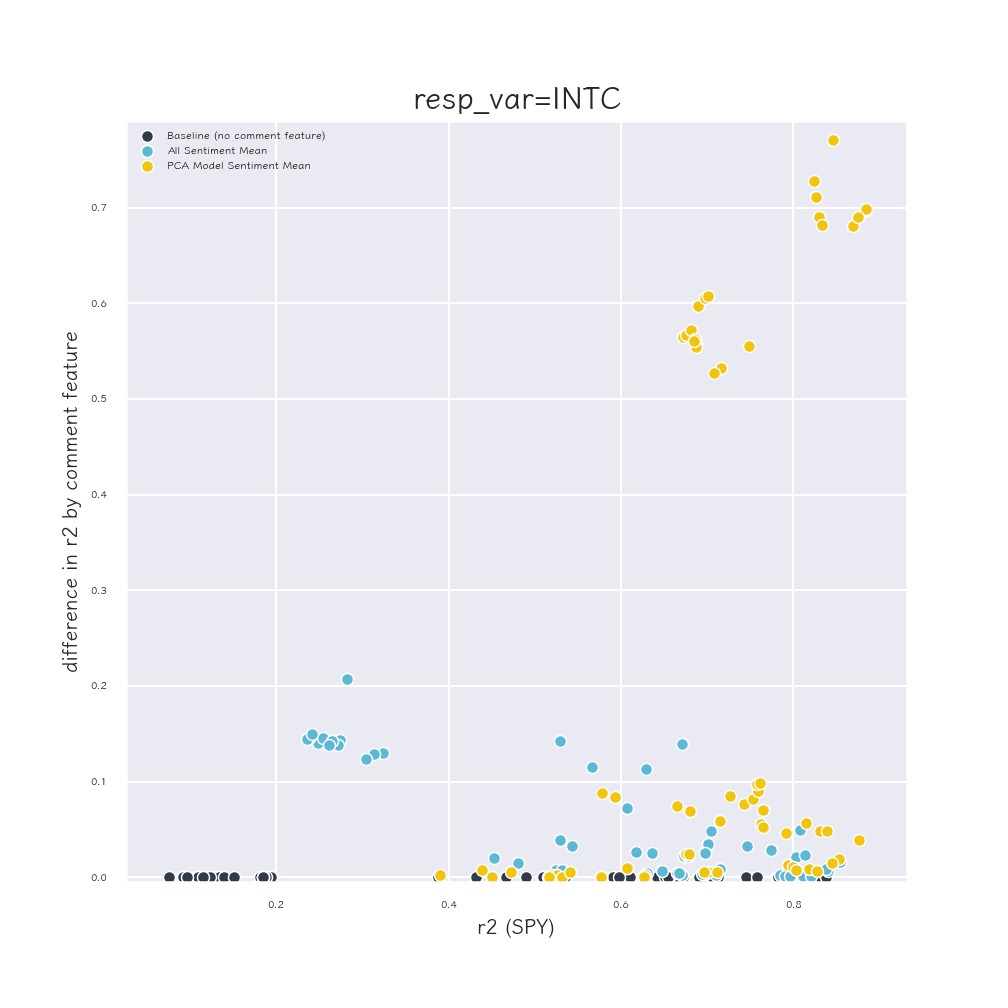 resp_var=INTC
Baseline (no comment feature)
All Sentiment Mean
PCA Model Sentiment Mean
difference in r2 by comment feature
0.7
0.6
0.5
0.4
0.3
0.2
0.1
0.0
0.2
0.4
0.6
0.8
r2 (SPY)